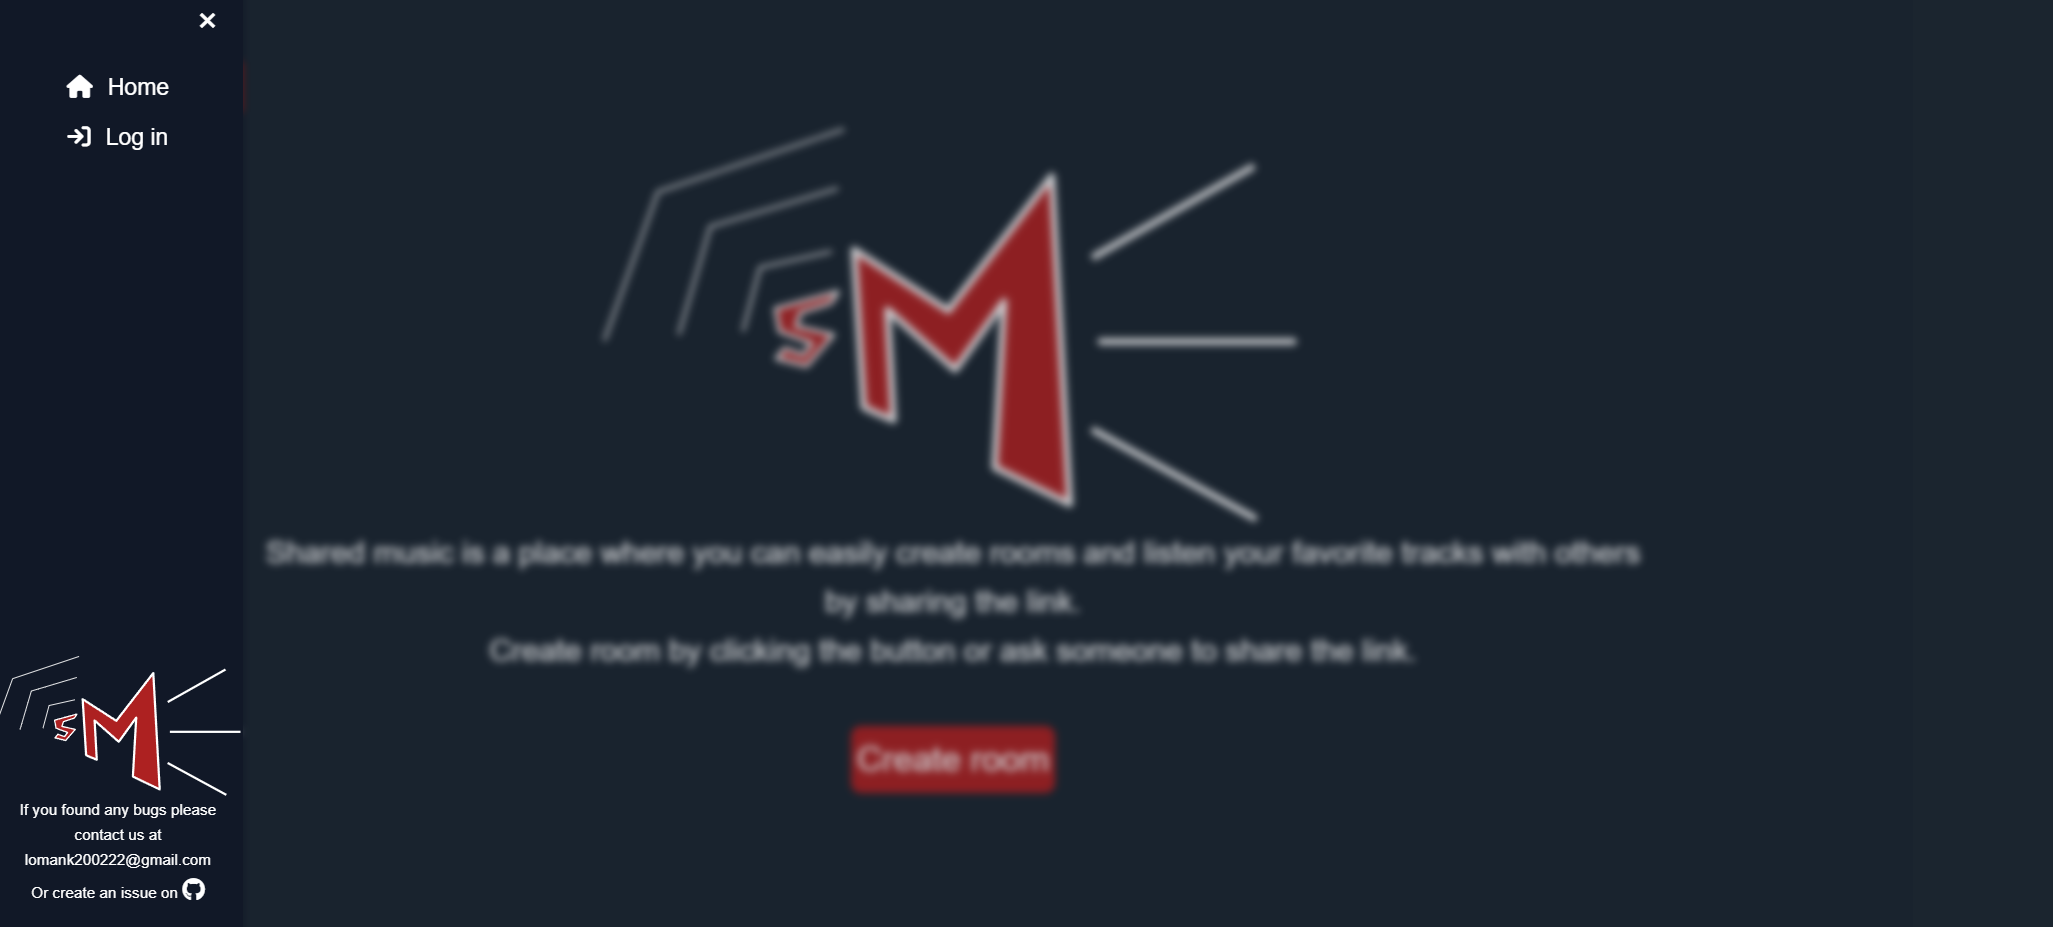 Home
Log in
sM
Shared music is a place where you can easily create rooms and listen your favorite tracks with others
by sharing the link.
Create room by clicking the button or ask someone to share the link.
Create room
sM
If you found any bugs please
contact us at
lomank200222@gmail.com
Or create an issue on